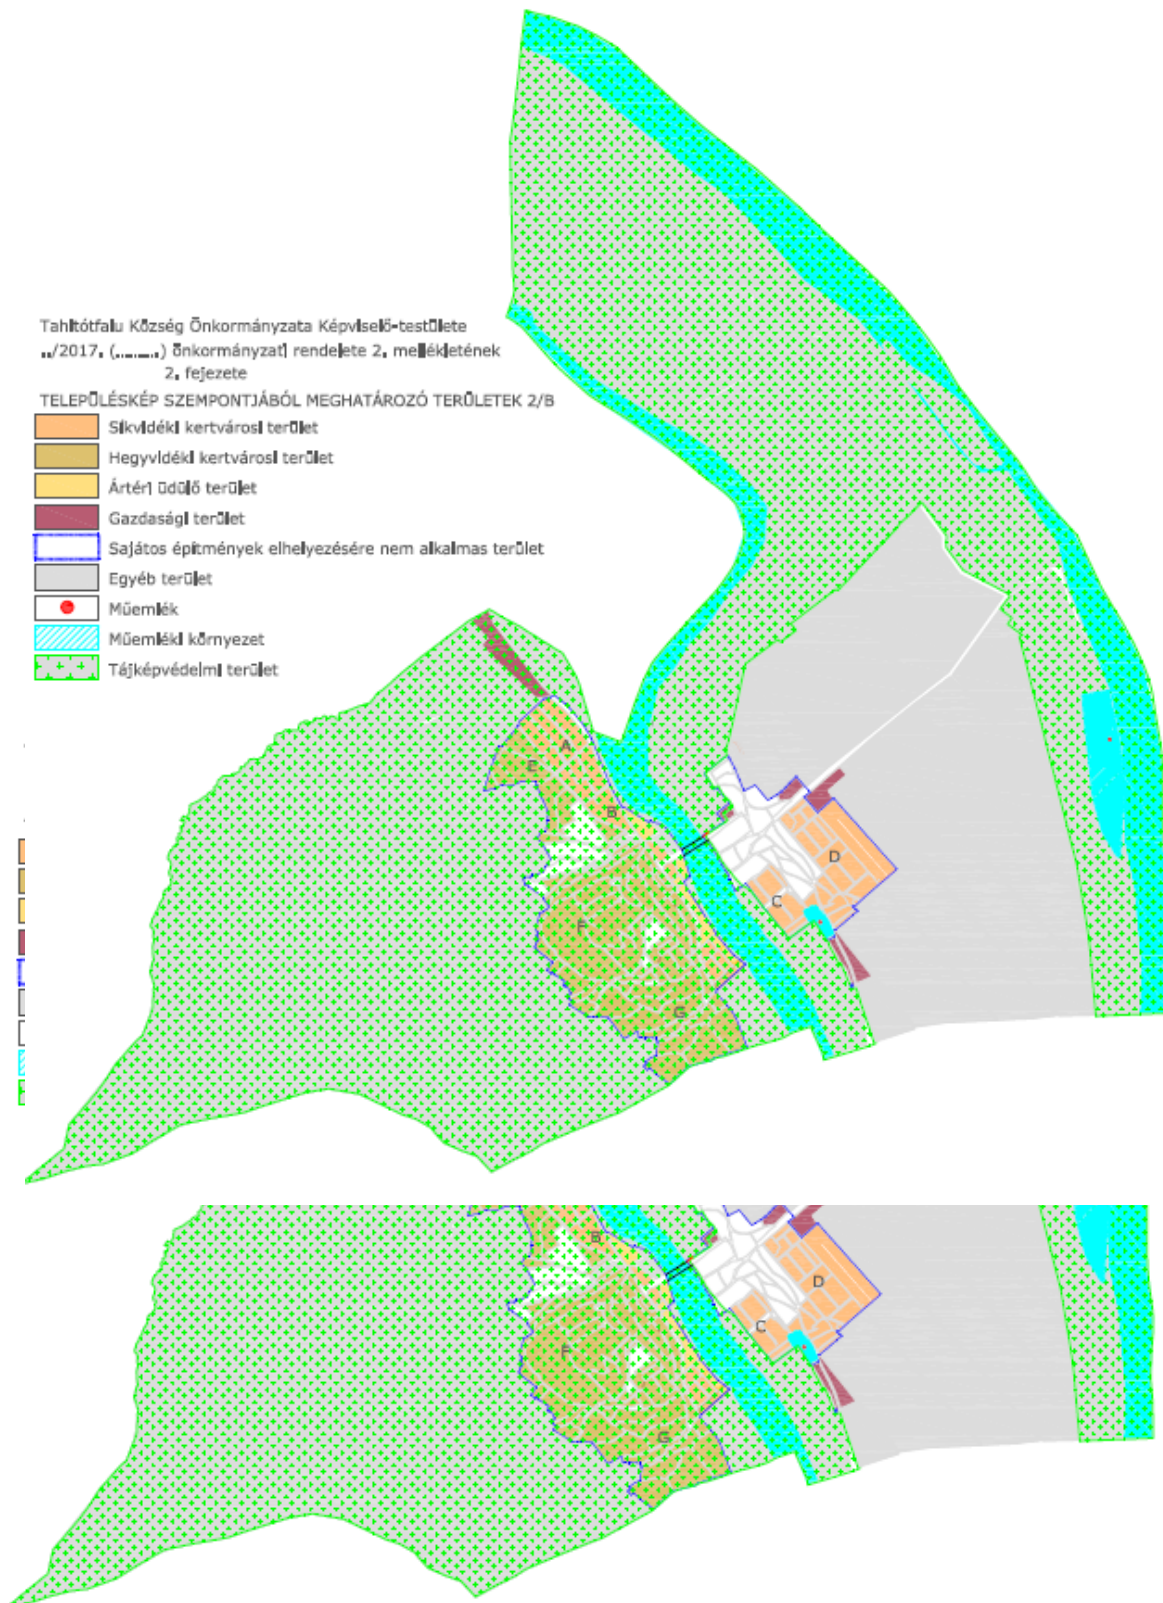 Tahitótfalu Község Önkormányzata Képviselő-testülete
../2017. (.........) önkormányzati rendelete 2. mellékletének
2. fejezete
TELEPÜLÉSKÉP SZEMPONTJÁBÓL MEGHATÁROZÓ TERÜLETEK 2/B
Síkvidéki kertvárosi terület
Hegyvidéki kertvárosi terület
Ártéri üdülő terület
Gazdasági terület
Sajátos építmények elhelyezésére nem alkalmas terület
Egyéb terület
Műemlék
Műemléki környezet
Tájképvédelmi terület
A
E
B
D
C
F
G
B
D
C
F
G